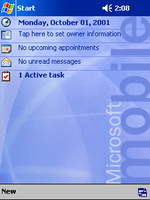 Start 2:08
Monday, October 01, 2001
Tap here to set owner information
No upcoming appointments
No unread messages
1 Active task
Microsoft
mobile
New